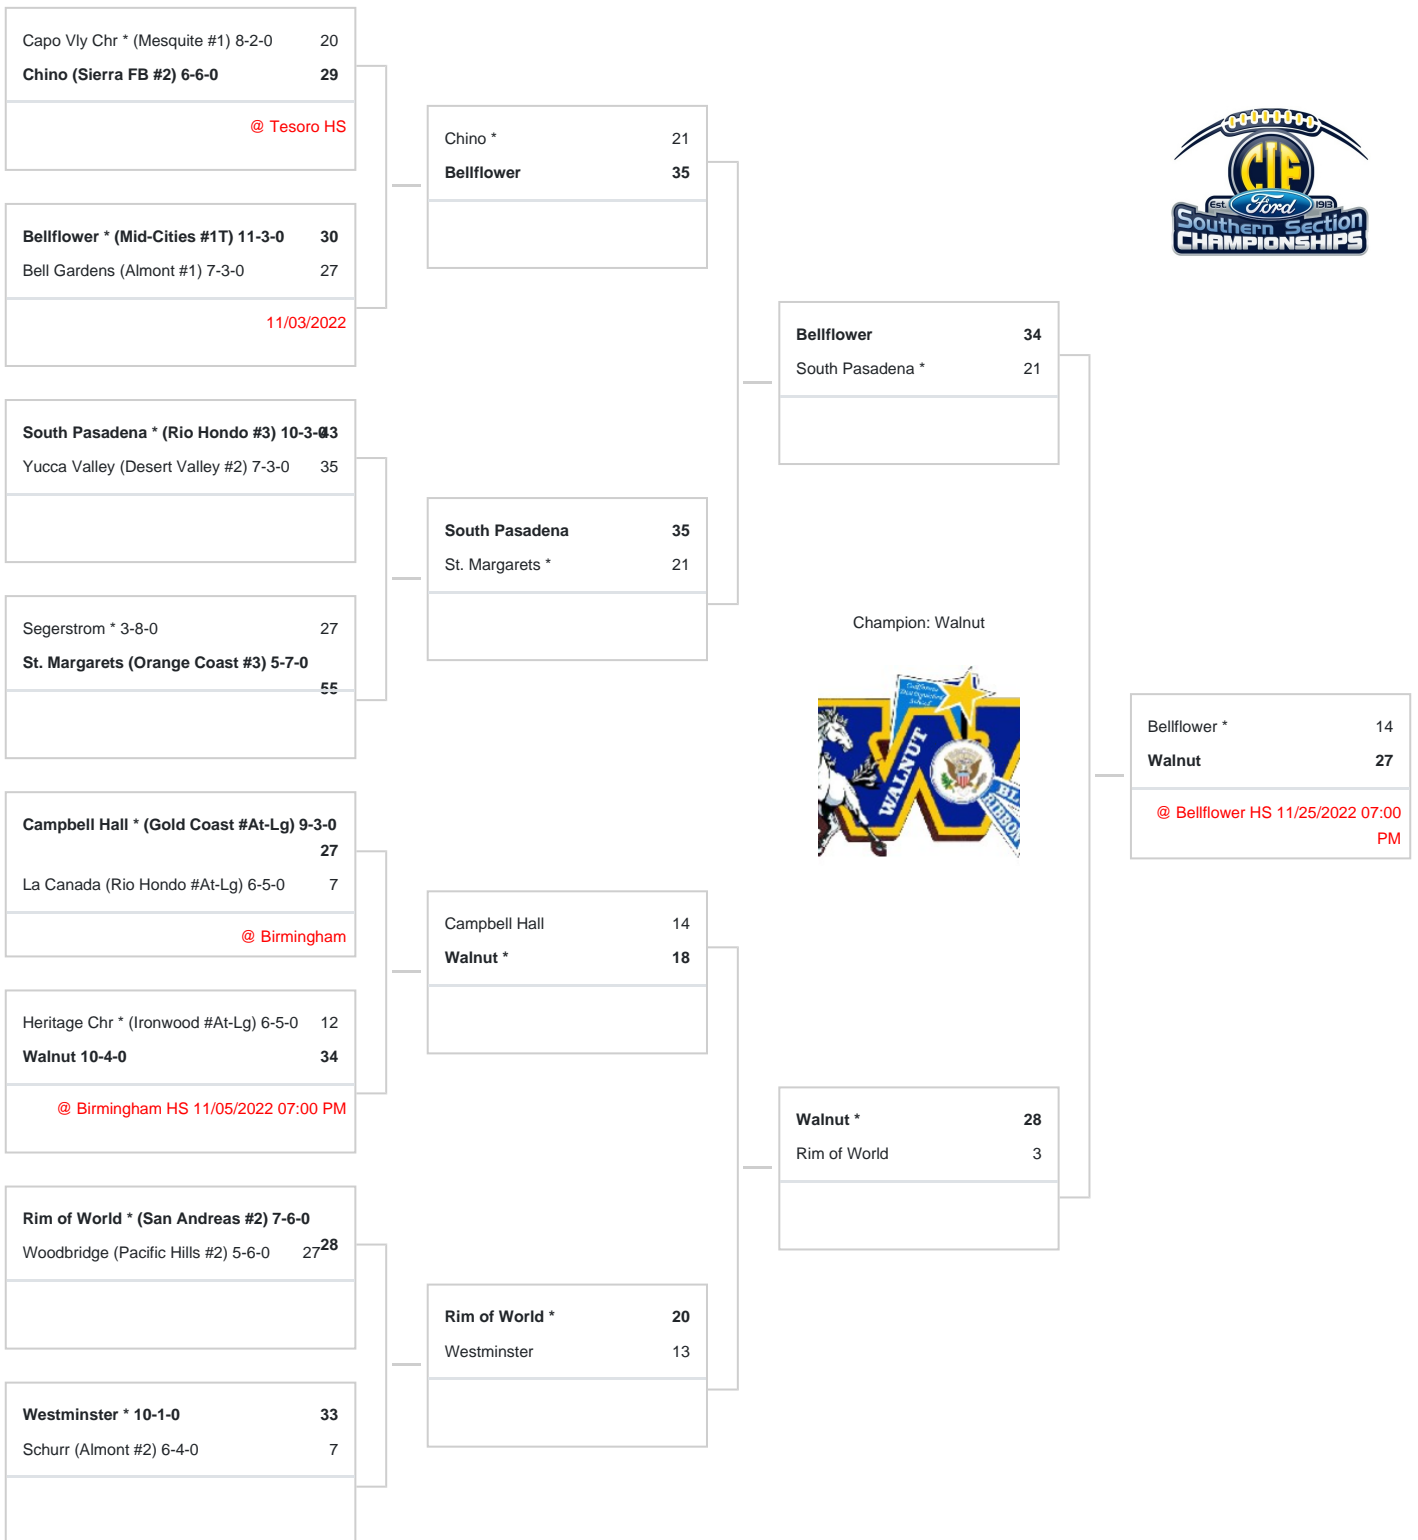 Capo Vly Chr * (Mesquite #1) 8-2-0 20
Chino (Sierra FB #2) 6-6-0 29
@ Tesoro HS
Bellflower * (Mid-Cities #1T) 11-3-0 30
Bell Gardens (Almont #1) 7-3-0 27
11/03/2022
South Pasadena * (Rio Hondo #3) 10-3-0 43
Yucca Valley (Desert Valley #2) 7-3-0 35
Segerstrom * 3-8-0 27
St. Margarets (Orange Coast #3) 5-7-0
55
Campbell Hall * (Gold Coast #At-Lg) 9-3-0
27
La Canada (Rio Hondo #At-Lg) 6-5-0 7
@ Birmingham
Heritage Chr * (Ironwood #At-Lg) 6-5-0 12
Walnut 10-4-0 34
@ Birmingham HS 11/05/2022 07:00 PM
Rim of World * (San Andreas #2) 7-6-0
28
Woodbridge (Pacific Hills #2) 5-6-0 27
Westminster * 10-1-0 33
Schurr (Almont #2) 6-4-0 7
Chino * 21
Bellflower 35
South Pasadena 35
St. Margarets * 21
Campbell Hall 14
Walnut * 18
Rim of World * 20
Westminster 13
Bellflower 34
South Pasadena * 21
Champion: Walnut
WALNUT
Walnut * 28
Rim of World 3
CIF
Est. Ford 1913
Southern Section
CHAMPIONSHIPS
Bellflower * 14
Walnut 27
@ Bellflower HS 11/25/2022 07:00
PM